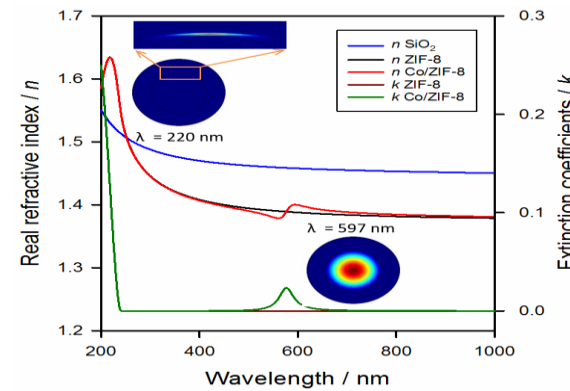 1.7
1.6
1.5
1.4
1.3
1.2
Real refractive index / n
0.3
0.2
0.1
0.0
Extinction coefficients / k
n SiO₂
n ZIF-8
n Co/ZIF-8
k ZIF-8
k Co/ZIF-8
λ = 220 nm
λ = 597 nm
200 400 600 800 1000
Wavelength / nm